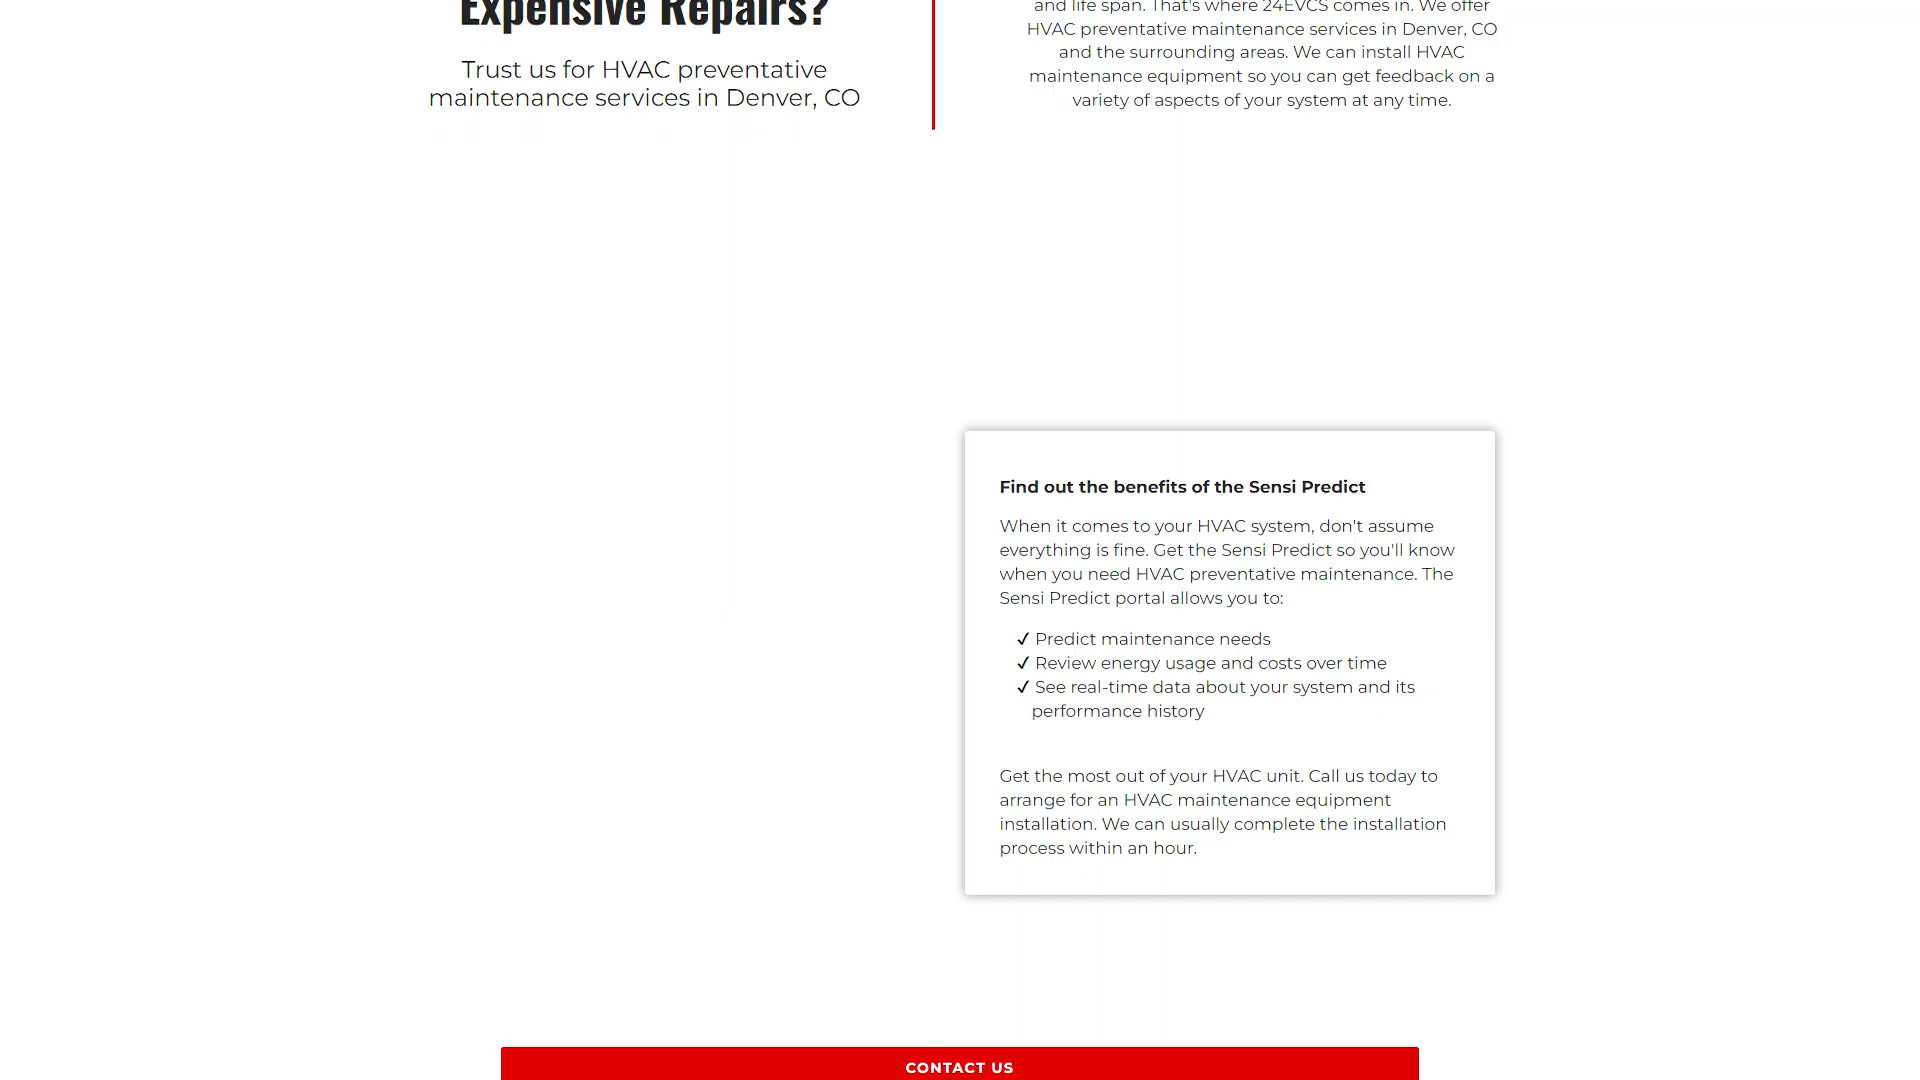 Expensive Repairs?
Trust us for HVAC preventative
maintenance services in Denver, CO
and life span. That's where 24EVCS comes in. We offer
HVAC preventative maintenance services in Denver, CO
and the surrounding areas. We can install HVAC
maintenance equipment so you can get feedback on a
variety of aspects of your system at any time.
Find out the benefits of the Sensi Predict
When it comes to your HVAC system, don't assume
everything is fine. Get the Sensi Predict so you'll know
when you need HVAC preventative maintenance. The
Sensi Predict portal allows you to:
✓ Predict maintenance needs
✓ Review energy usage and costs over time
✓ See real-time data about your system and its
performance history
Get the most out of your HVAC unit. Call us today to
arrange for an HVAC maintenance equipment
installation. We can usually complete the installation
process within an hour.
CONTACT US